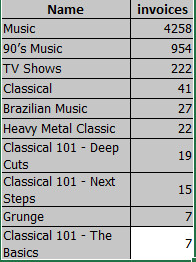 Name invoices
Music 4258
90's Music 954
TV Shows 222
Classical 41
Brazilian Music 27
Heavy Metal Classic 22
Classical 101 - Deep
Cuts 19
Classical 101 - Next
Steps 15
Grunge 7
Classical 101 - The
Basics 7